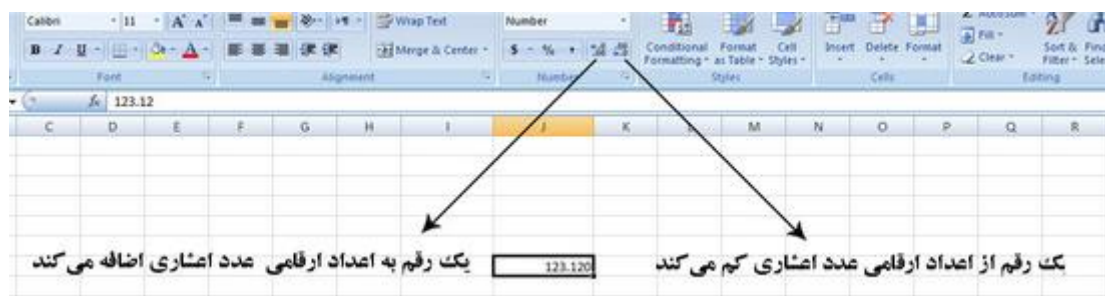 Calibri 11 A A Wrap Text Number
B I U A Merge & Center $ % , Conditional Formatting Format as Table Cell Styles Insert Delete Format Fill Clear Sort & Filter
Font Alignment Number Styles Cells Editing
fx 123.12
C D E F G H I J K L M N O P Q R
یک رقم به اعداد ارقامی عدد اعشاری اضافه می کند
123.120
یک رقم از اعداد ارقامی عدد اعشاری کم می کند